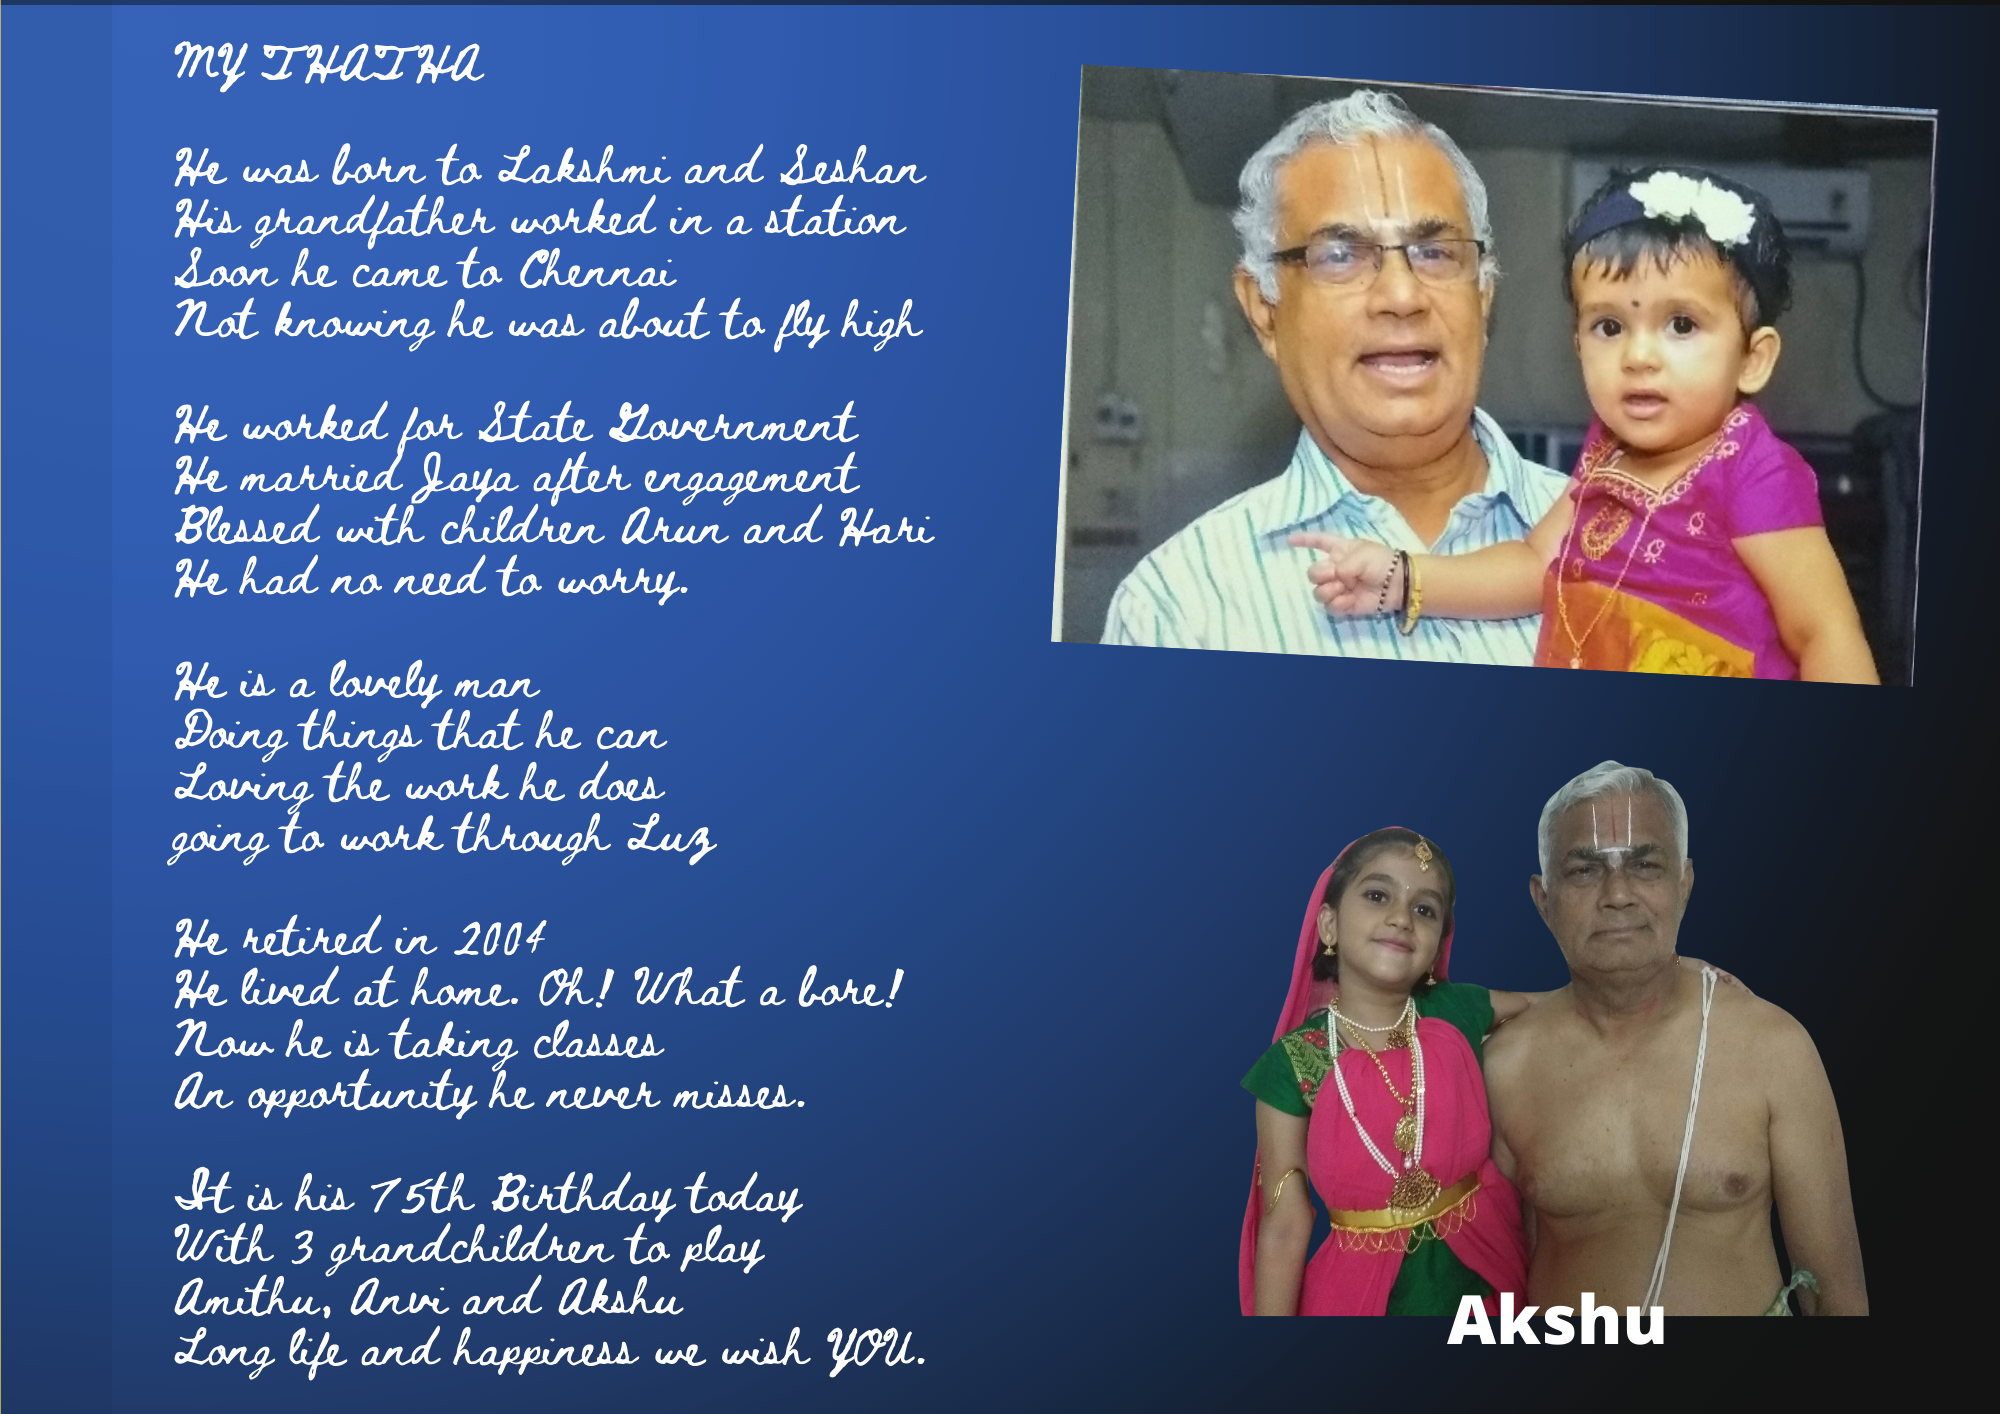 MY THATHA
He was born to Lakshmi and Seshan
His grandfather worked in a station
Soon he came to Chennai
Not knowing he was about to fly high
He worked for State Government
He married Jaya after engagement
Blessed with children Arun and Hari
He had no need to worry.
He is a lovely man
Doing things that he can
Loving the work he does
going to work through Luz
He retired in 2004
He lived at home. Oh! What a bore!
Now he is taking classes
An opportunity he never misses.
It is his 75th Birthday today
With 3 grandchildren to play
Amithu, Anvi and Akshu
Long life and happiness we wish YOU.
Akshu